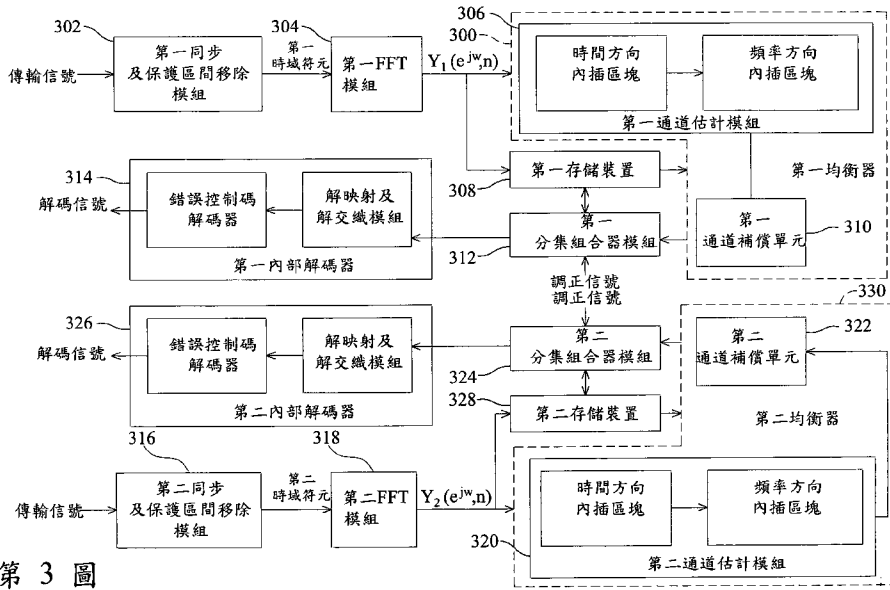 302
304
306
300
傳輸信號
第一同步
及保護區間移除
模組
第一
時域符元
第一FFT
模組
Y₁(e^jw,n)
時間方向
內插區塊
頻率方向
內插區塊
第一通道估計模組
314
解碼信號
錯誤控制碼
解碼器
解映射及
解交織模組
第一內部解碼器
第一存儲裝置
308
第一
分集組合器模組
312
第一均衡器
第一
通道補償單元
310
調正信號
調正信號
330
326
解碼信號
錯誤控制碼
解碼器
解映射及
解交織模組
第二內部解碼器
第二
分集組合器模組
324
328
第二存儲裝置
第二
通道補償單元
322
第二均衡器
316
318
傳輸信號
第二同步
及保護區間移除
模組
第二
時域符元
第二FFT
模組
Y₂(e^jw,n)
時間方向
內插區塊
頻率方向
內插區塊
320
第二通道估計模組
第 3 圖